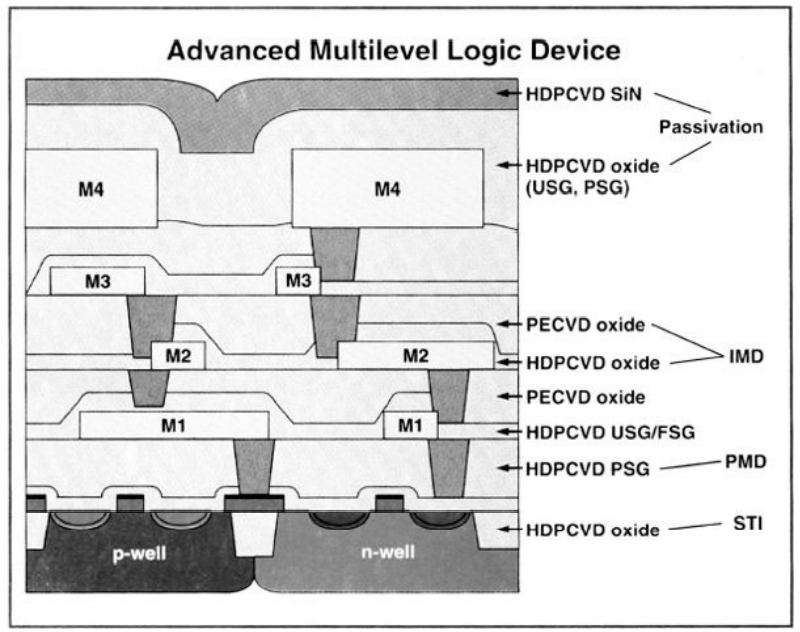 Advanced Multilevel Logic Device
HDPCVD SiN
Passivation
HDPCVD oxide
(USG, PSG)
M4
M4
M3
M3
PECVD oxide
IMD
M2
M2
HDPCVD oxide
PECVD oxide
M1
M1
HDPCVD USG/FSG
HDPCVD PSG
PMD
HDPCVD oxide
STI
p-well
n-well